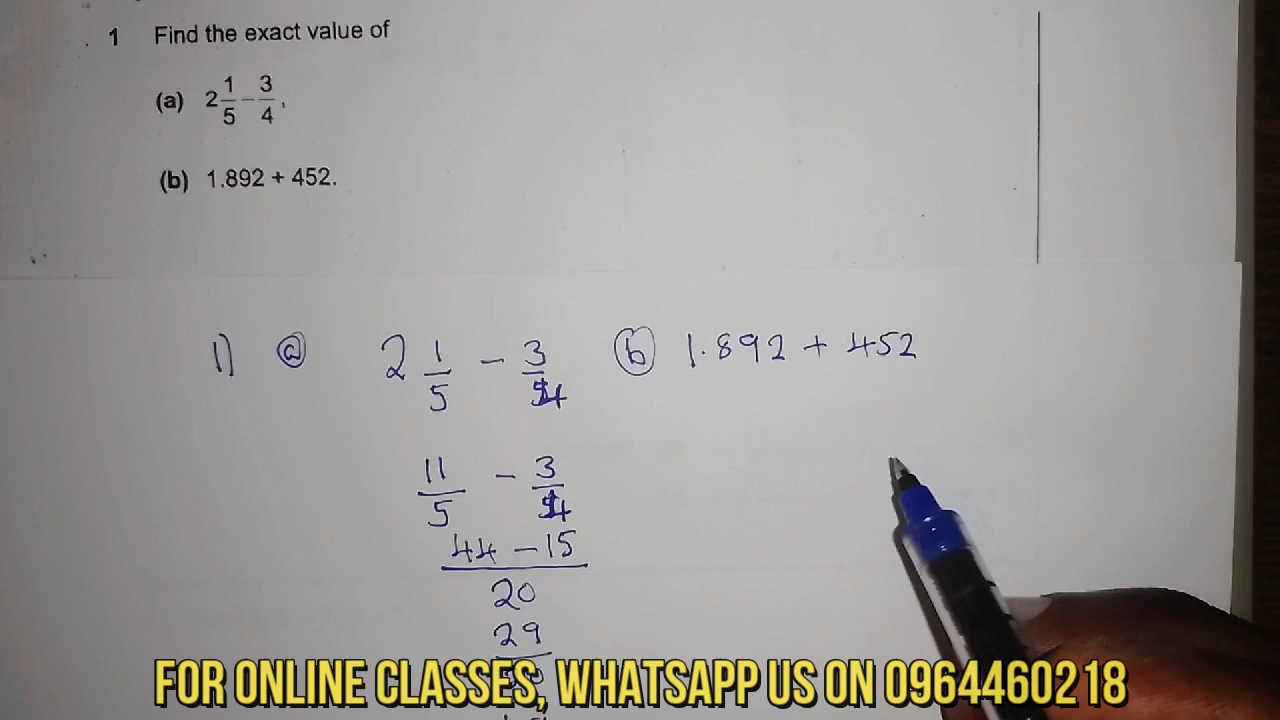 1 Find the exact value of
(a) 2 1/5 − 3/4,
(b) 1.892 + 452.
1) (a) 2 1/5 − 3/4
11/5 − 3/4
44 − 15
20
29
(b) 1.892 + 452
FOR ONLINE CLASSES, WHATSAPP US ON 0964460218